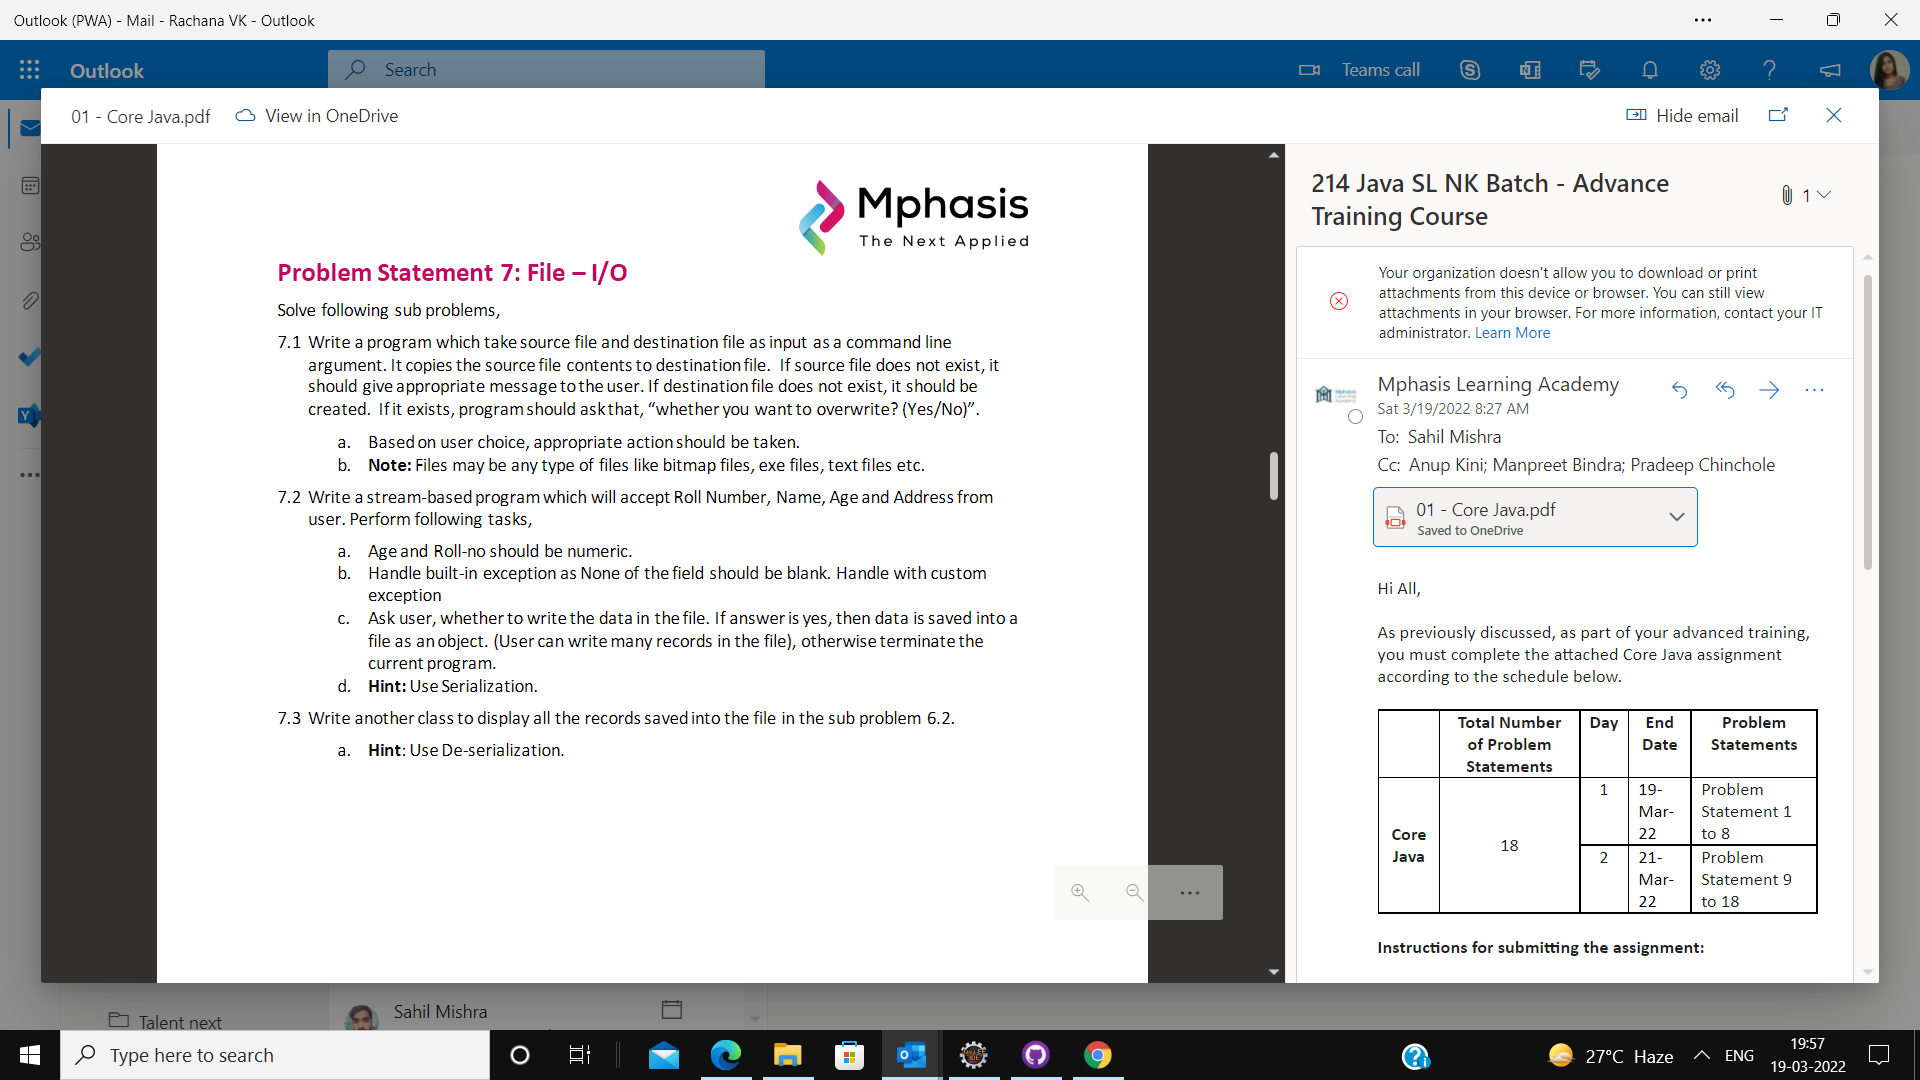 Outlook (PWA) - Mail - Rachana VK - Outlook
Outlook
Search
Teams call
01 - Core Java.pdf
View in OneDrive
Hide email
Mphasis
The Next Applied
Problem Statement 7: File – I/O
Solve following sub problems,
7.1 Write a program which take source file and destination file as input as a command line
argument. It copies the source file contents to destination file. If source file does not exist, it
should give appropriate message to the user. If destination file does not exist, it should be
created. If it exists, program should ask that, “whether you want to overwrite? (Yes/No)”.
a. Based on user choice, appropriate action should be taken.
b. Note: Files may be any type of files like bitmap files, exe files, text files etc.
7.2 Write a stream-based program which will accept Roll Number, Name, Age and Address from
user. Perform following tasks,
a. Age and Roll-no should be numeric.
b. Handle built-in exception as None of the field should be blank. Handle with custom
exception
c. Ask user, whether to write the data in the file. If answer is yes, then data is saved into a
file as an object. (User can write many records in the file), otherwise terminate the
current program.
d. Hint: Use Serialization.
7.3 Write another class to display all the records saved into the file in the sub problem 6.2.
a. Hint: Use De-serialization.
214 Java SL NK Batch - Advance
Training Course
1
Your organization doesn't allow you to download or print
attachments from this device or browser. You can still view
attachments in your browser. For more information, contact your IT
administrator. Learn More
Mphasis Learning Academy
Sat 3/19/2022 8:27 AM
To: Sahil Mishra
Cc: Anup Kini; Manpreet Bindra; Pradeep Chinchole
01 - Core Java.pdf
Saved to OneDrive
Hi All,
As previously discussed, as part of your advanced training,
you must complete the attached Core Java assignment
according to the schedule below.
Total Number
of Problem
Statements
Day
End
Date
Problem
Statements
Core
Java
18
1
19-
Mar-
22
Problem
Statement 1
to 8
2
21-
Mar-
22
Problem
Statement 9
to 18
Instructions for submitting the assignment:
Talent next
Sahil Mishra
Type here to search
27°C Haze
ENG
19:57
19-03-2022